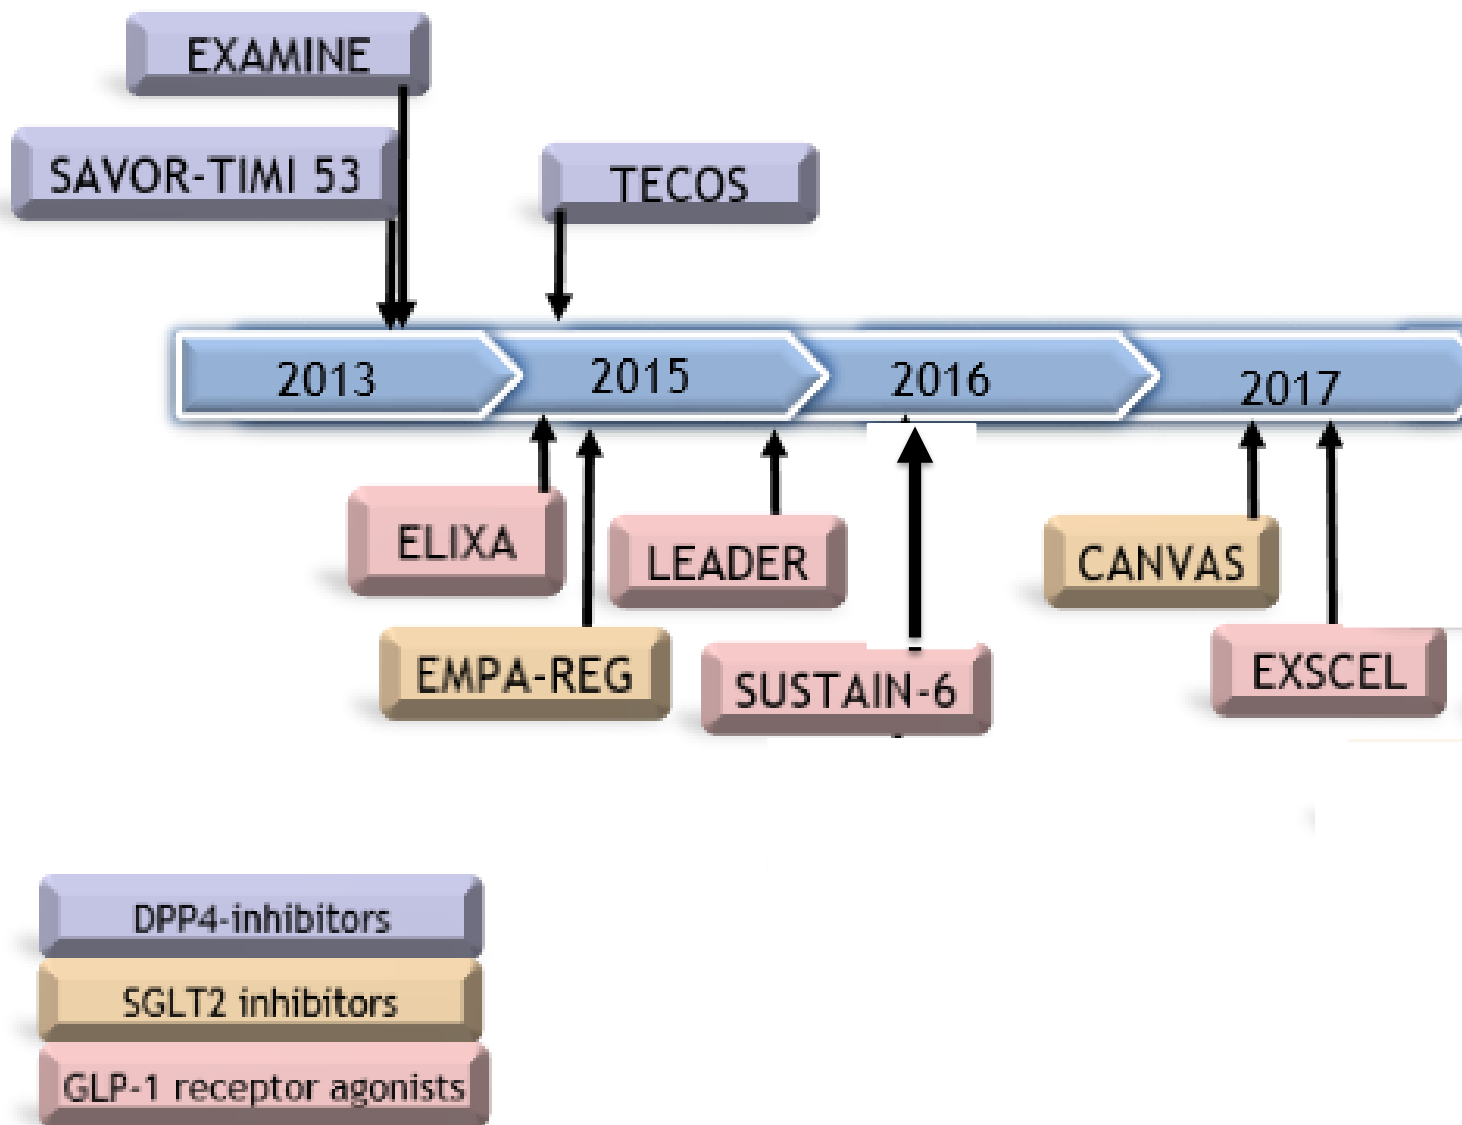 EXAMINE
SAVOR-TIMI 53
TECOS
2013
2015
2016
2017
ELIXA
LEADER
CANVAS
EMPA-REG
SUSTAIN-6
EXSCEL
DPP4-inhibitors
SGLT2 inhibitors
GLP-1 receptor agonists